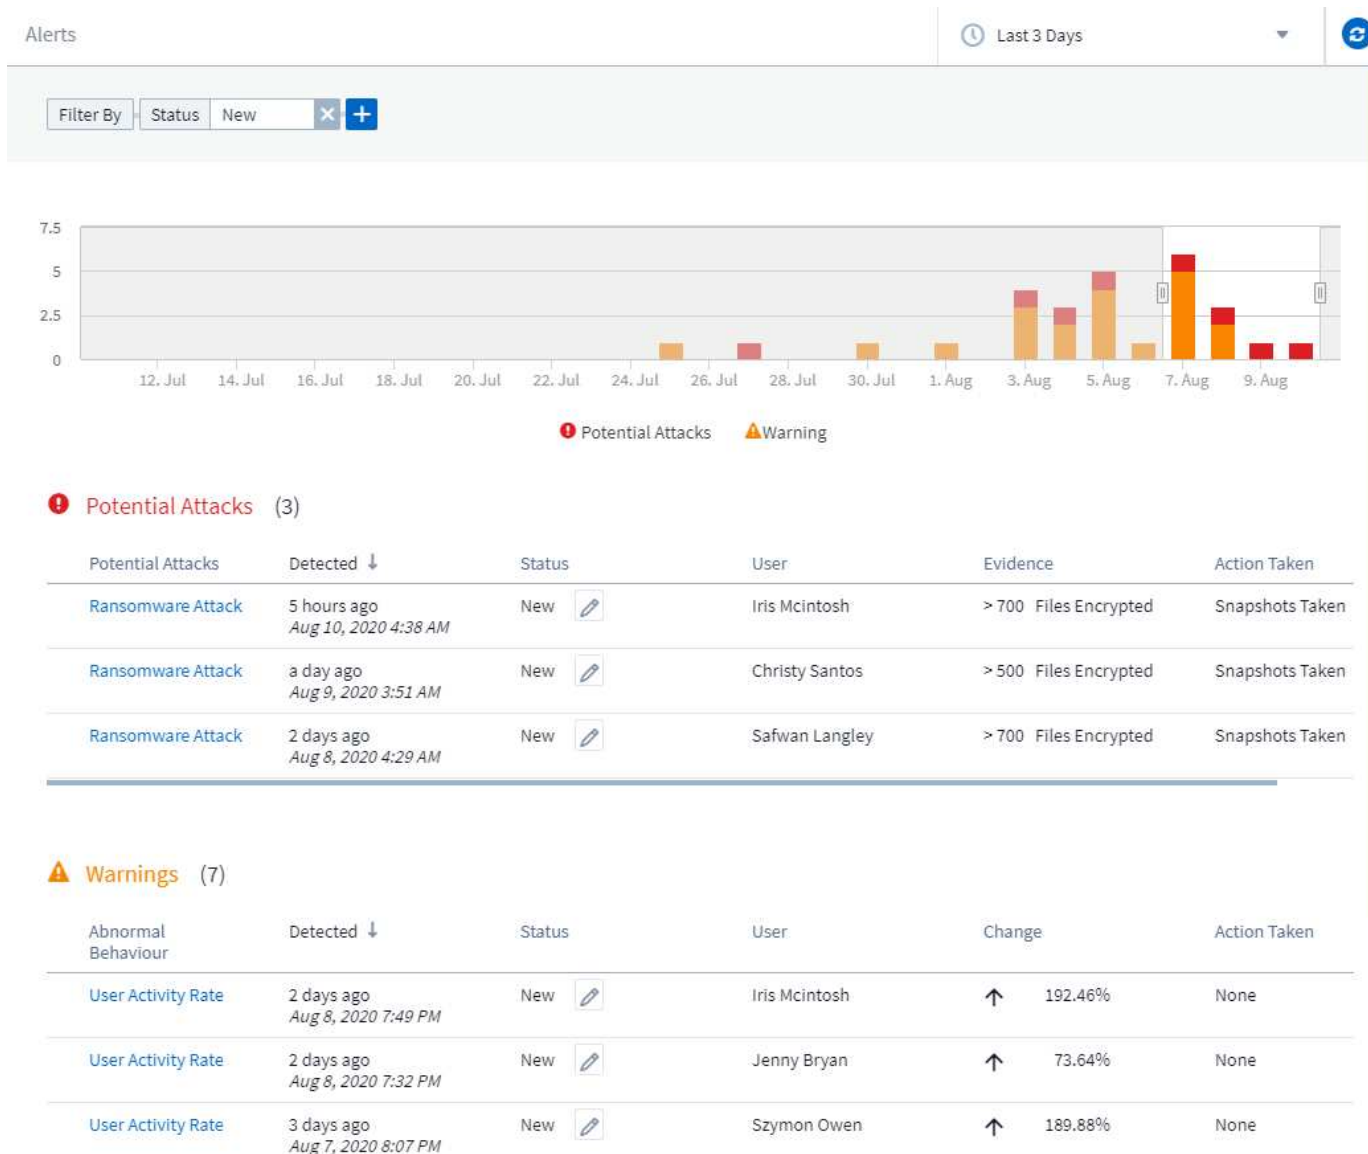 Alerts
Last 3 Days
Filter By Status New
7.5
5
2.5
0
12. Jul 14. Jul 16. Jul 18. Jul 20. Jul 22. Jul 24. Jul 26. Jul 28. Jul 30. Jul 1. Aug 3. Aug 5. Aug 7. Aug 9. Aug
Potential Attacks Warning
Potential Attacks (3)
Potential Attacks Detected ↓ Status User Evidence Action Taken
Ransomware Attack 5 hours ago New Iris Mcintosh > 700 Files Encrypted Snapshots Taken
Aug 10, 2020 4:38 AM
Ransomware Attack a day ago New Christy Santos > 500 Files Encrypted Snapshots Taken
Aug 9, 2020 3:51 AM
Ransomware Attack 2 days ago New Safwan Langley > 700 Files Encrypted Snapshots Taken
Aug 8, 2020 4:29 AM
Warnings (7)
Abnormal Detected ↓ Status User Change Action Taken
Behaviour
User Activity Rate 2 days ago New Iris Mcintosh ↑ 192.46% None
Aug 8, 2020 7:49 PM
User Activity Rate 2 days ago New Jenny Bryan ↑ 73.64% None
Aug 8, 2020 7:32 PM
User Activity Rate 3 days ago New Szymon Owen ↑ 189.88% None
Aug 7, 2020 8:07 PM